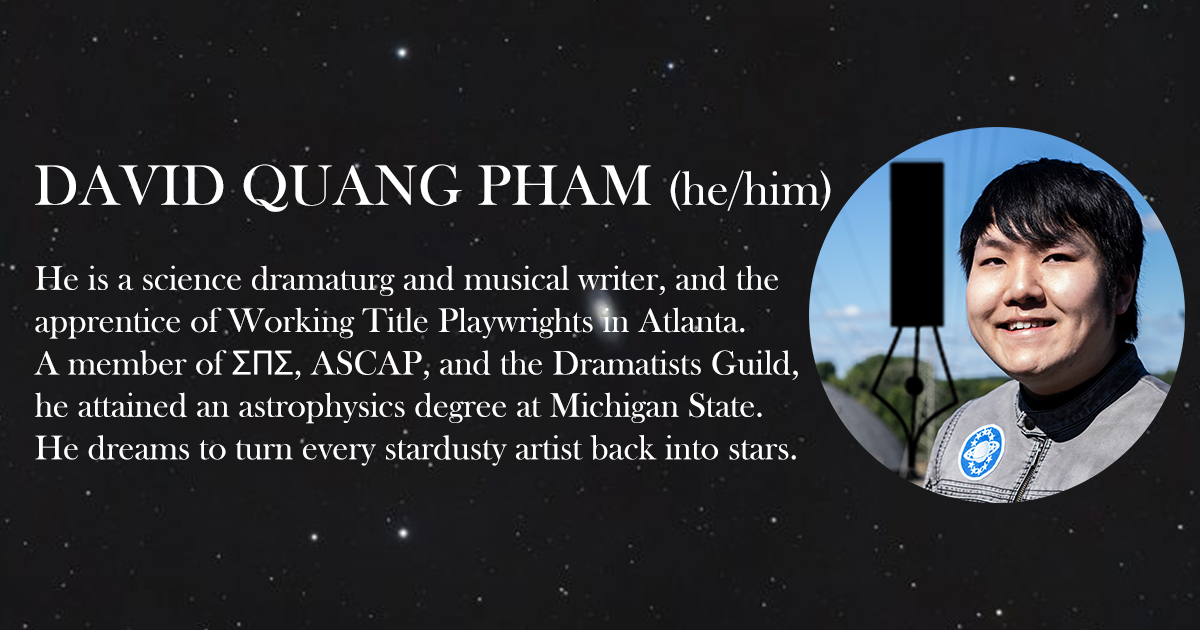 DAVID QUANG PHAM (he/him)
He is a science dramaturg and musical writer, and the
apprentice of Working Title Playwrights in Atlanta.
A member of ΣΠΣ, ASCAP, and the Dramatists Guild,
he attained an astrophysics degree at Michigan State.
He dreams to turn every stardusty artist back into stars.